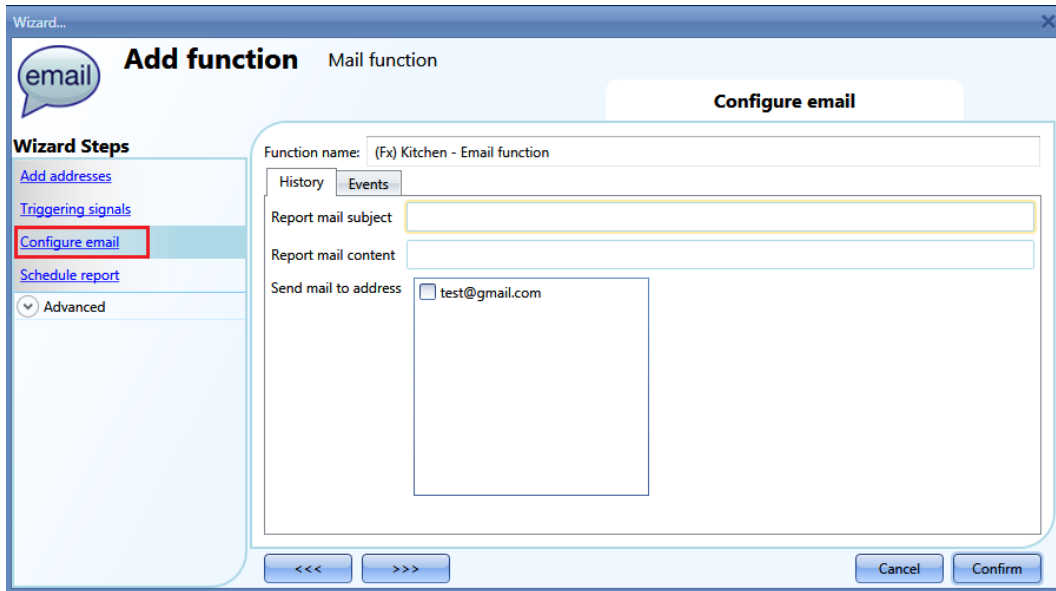 Wizard...
email
Add function Mail function
Configure email
Wizard Steps
Add addresses
Triggering signals
Configure email
Schedule report
Advanced
Function name: (Fx) Kitchen - Email function
History Events
Report mail subject
Report mail content
Send mail to address test@gmail.com
<<< >>> Cancel Confirm